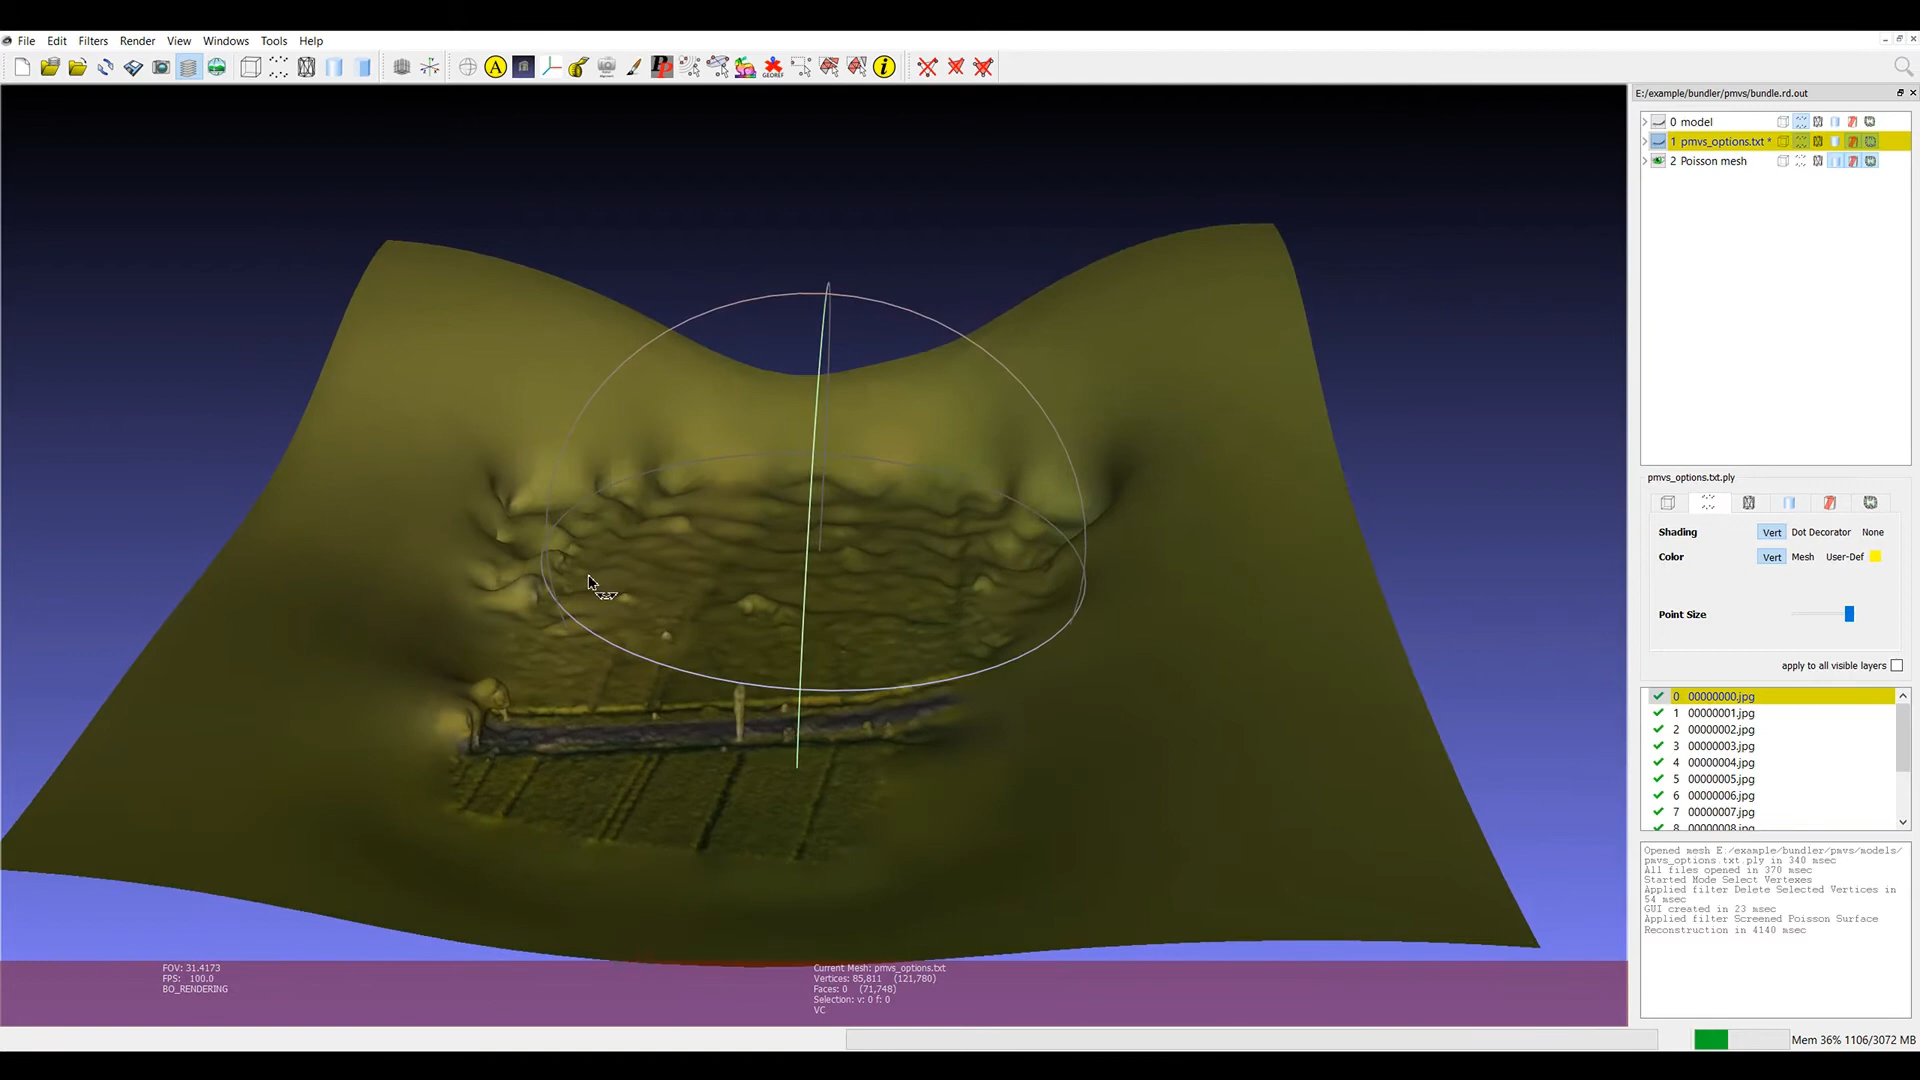 File Edit Filters Render View Windows Tools Help
A
GEOREF
E:/example/bundler/pmvs/bundle.rd.out
0 model
1 pmvs_options.txt *
2 Poisson mesh
pmvs_options.txt.ply
Shading Vert Dot Decorator None
Color Vert Mesh User-Def
Point Size
apply to all visible layers
0 00000000.jpg
1 00000001.jpg
2 00000002.jpg
3 00000003.jpg
4 00000004.jpg
5 00000005.jpg
6 00000006.jpg
7 00000007.jpg
8 00000008.jpg
Opened mesh E:/example/bundler/pmvs/models/
pmvs_options.txt.ply in 340 msec
All files opened in 370 msec
Started Mode Select Vertexes
Applied filter Delete Selected Vertices in
54 msec
GUI created in 23 msec
Applied filter Screened Poisson Surface
Reconstruction in 4140 msec
FOV: 31.4173
FPS: 100.0
BO_RENDERING
Current Mesh: pmvs_options.txt
Vertices: 85,811 (121,780)
Faces: 0 (71,748)
Selection: v: 0 f: 0
VC
Mem 36% 1106/3072 MB